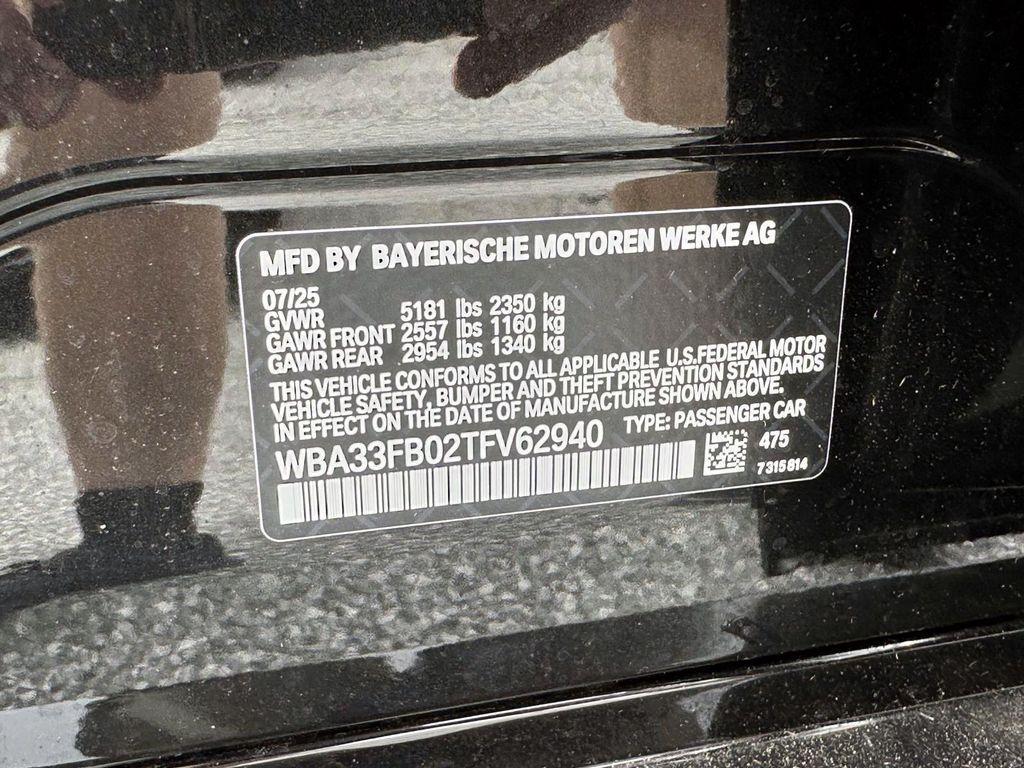 MFD BY BAYERISCHE MOTOREN WERKE AG
07/25
GVWR 5181 lbs 2350 kg
GAWR FRONT 2557 lbs 1160 kg
GAWR REAR 2954 lbs 1340 kg
THIS VEHICLE CONFORMS TO ALL APPLICABLE U.S.FEDERAL MOTOR
VEHICLE SAFETY, BUMPER AND THEFT PREVENTION STANDARDS
IN EFFECT ON THE DATE OF MANUFACTURE SHOWN ABOVE.
WBA33FB02TFV62940 TYPE: PASSENGER CAR
475
7315814